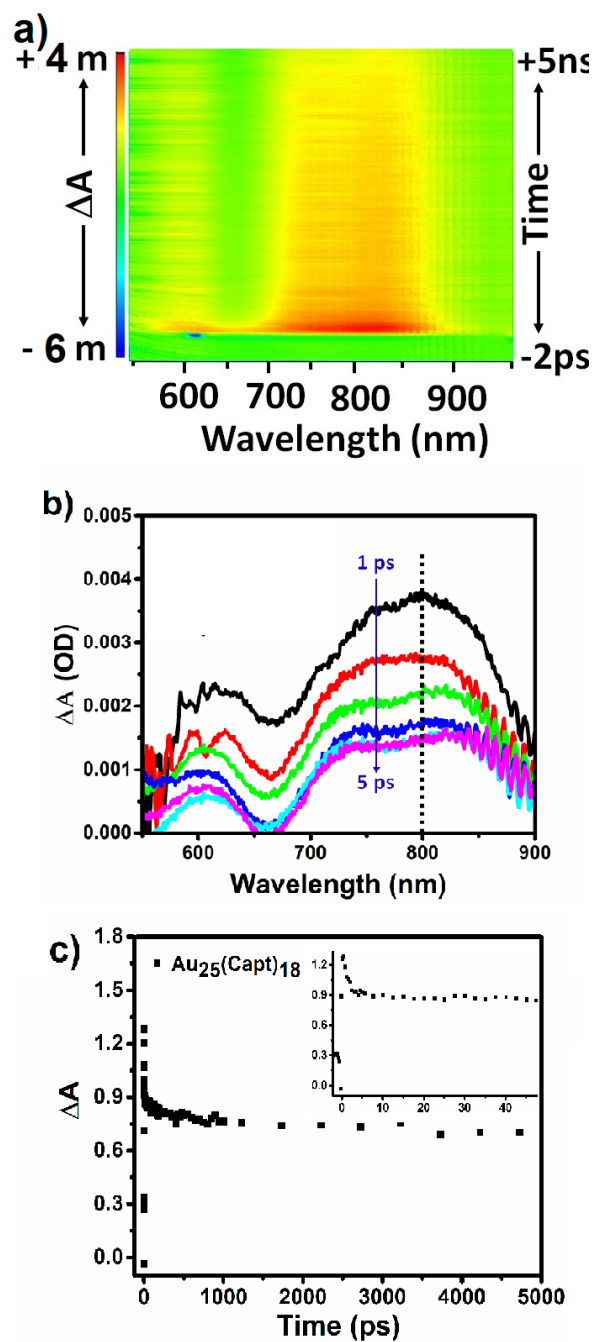 a)
+ 4 m
ΔA
- 6 m
+5ns
Time
-2ps
600 700 800 900
Wavelength (nm)
b)
0.005
0.004
0.003
0.002
0.001
0.000
ΔA (OD)
1 ps
5 ps
600 700 800 900
Wavelength (nm)
c)
1.8
1.5
1.2
0.9
0.6
0.3
0.0
ΔA
Au25(Capt)18
1.2
0.9
0.6
0.3
0.0
0 10 20 30 40
0 1000 2000 3000 4000 5000
Time (ps)